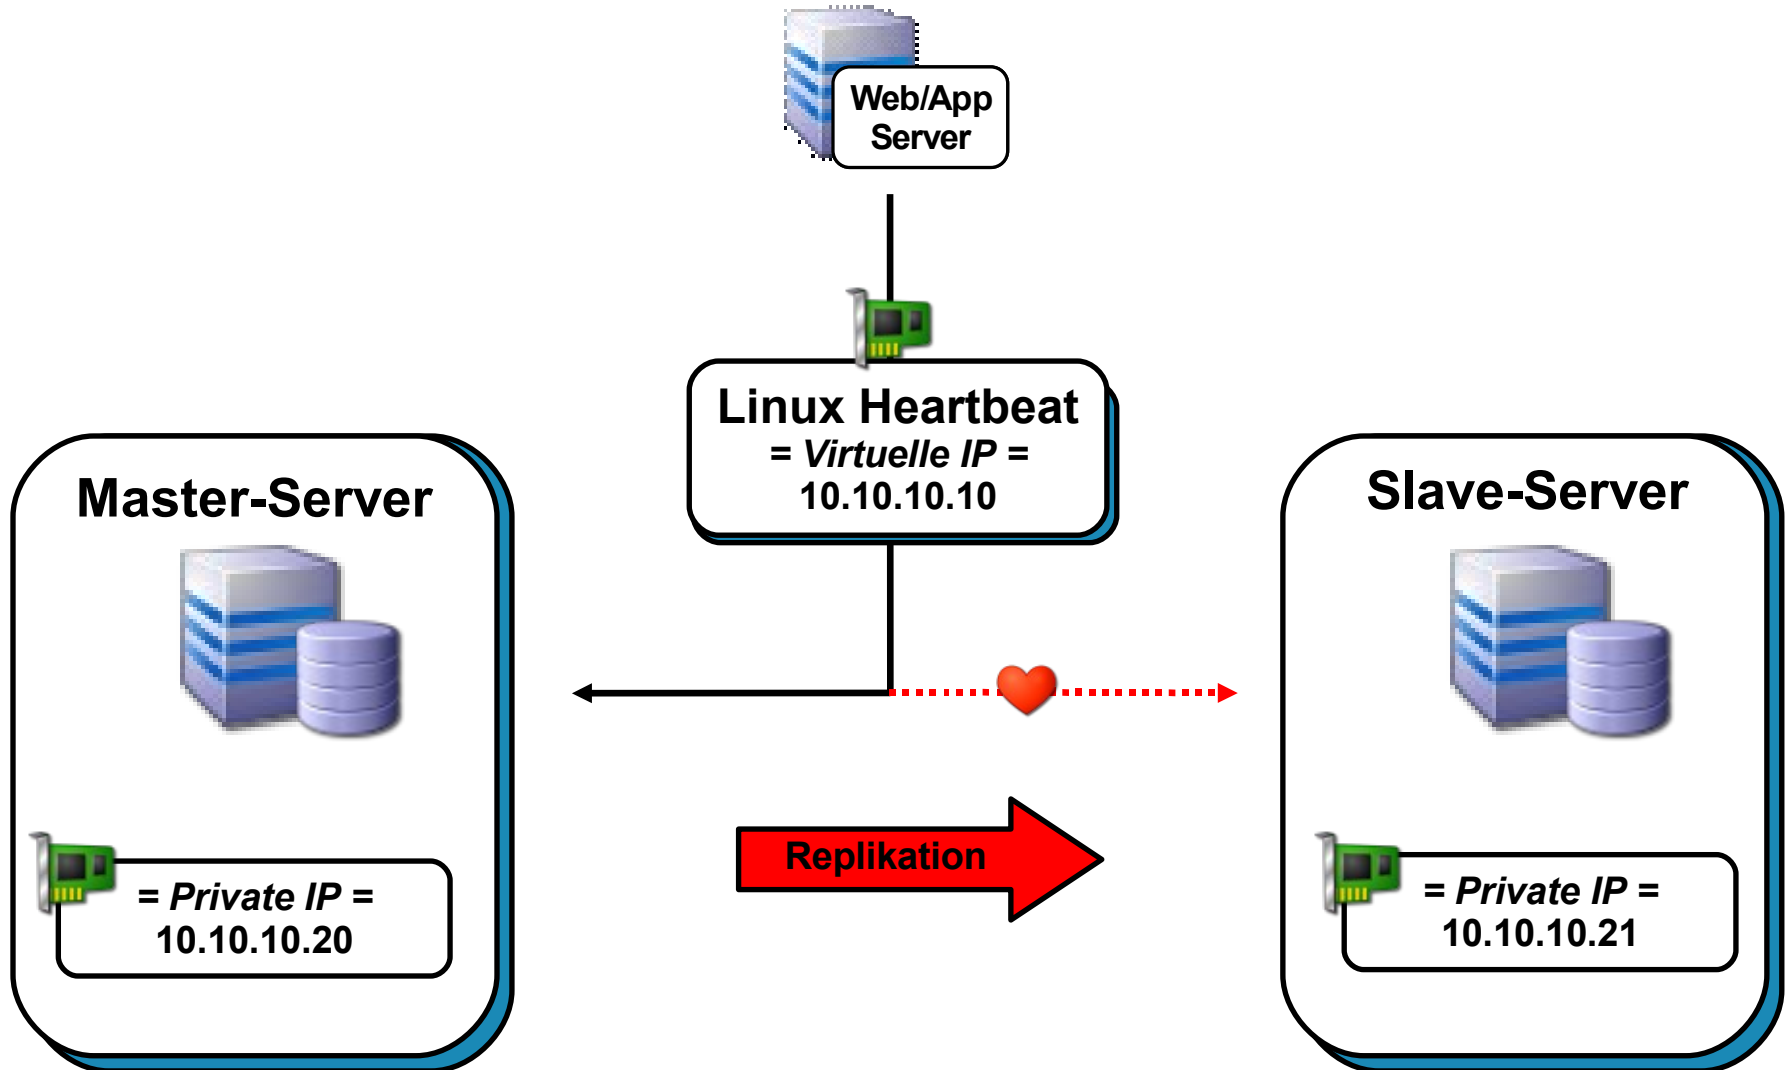 Web/App
Server
Linux Heartbeat
= Virtuelle IP =
10.10.10.10
Master-Server
Slave-Server
Replikation
= Private IP =
10.10.10.20
= Private IP =
10.10.10.21